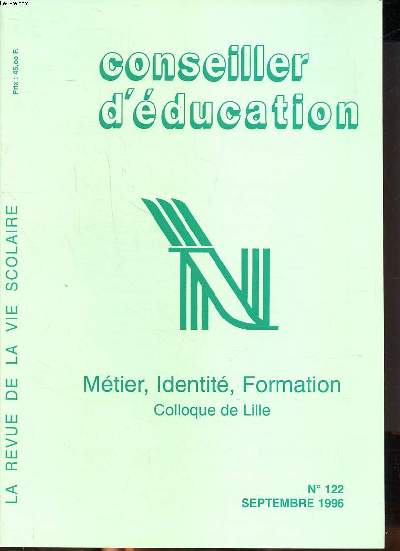 conseiller
d'éducation
Métier, Identité, Formation
Colloque de Lille
N° 122
SEPTEMBRE 1996
LA REVUE DE LA VIE SCOLAIRE
Prix : 45,00 F.